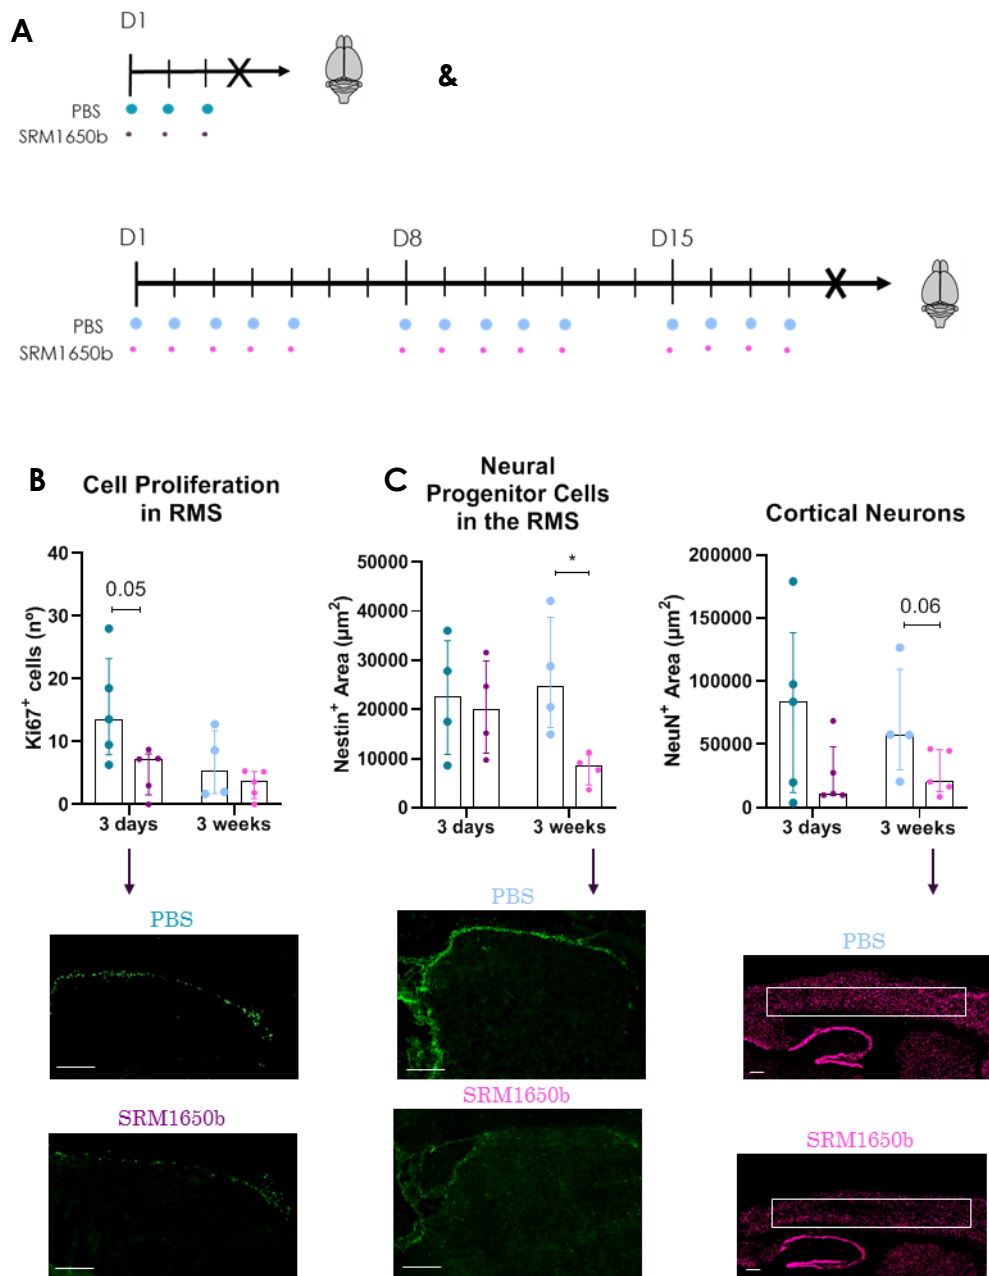 A
D1
&
PBS
SRM1650b
D1
D8
D15
PBS
SRM1650b
B
Cell Proliferation
in RMS
Ki67⁺ cells (nº)
40
30
20
10
0
0.05
3 days
3 weeks
C
Neural
Progenitor Cells
in the RMS
Nestin⁺ Area (µm²)
50000
40000
30000
20000
10000
0
*
3 days
3 weeks
Cortical Neurons
NeuN⁺ Area (µm²)
200000
150000
100000
50000
0
0.06
3 days
3 weeks
PBS
SRM1650b
PBS
SRM1650b
PBS
SRM1650b